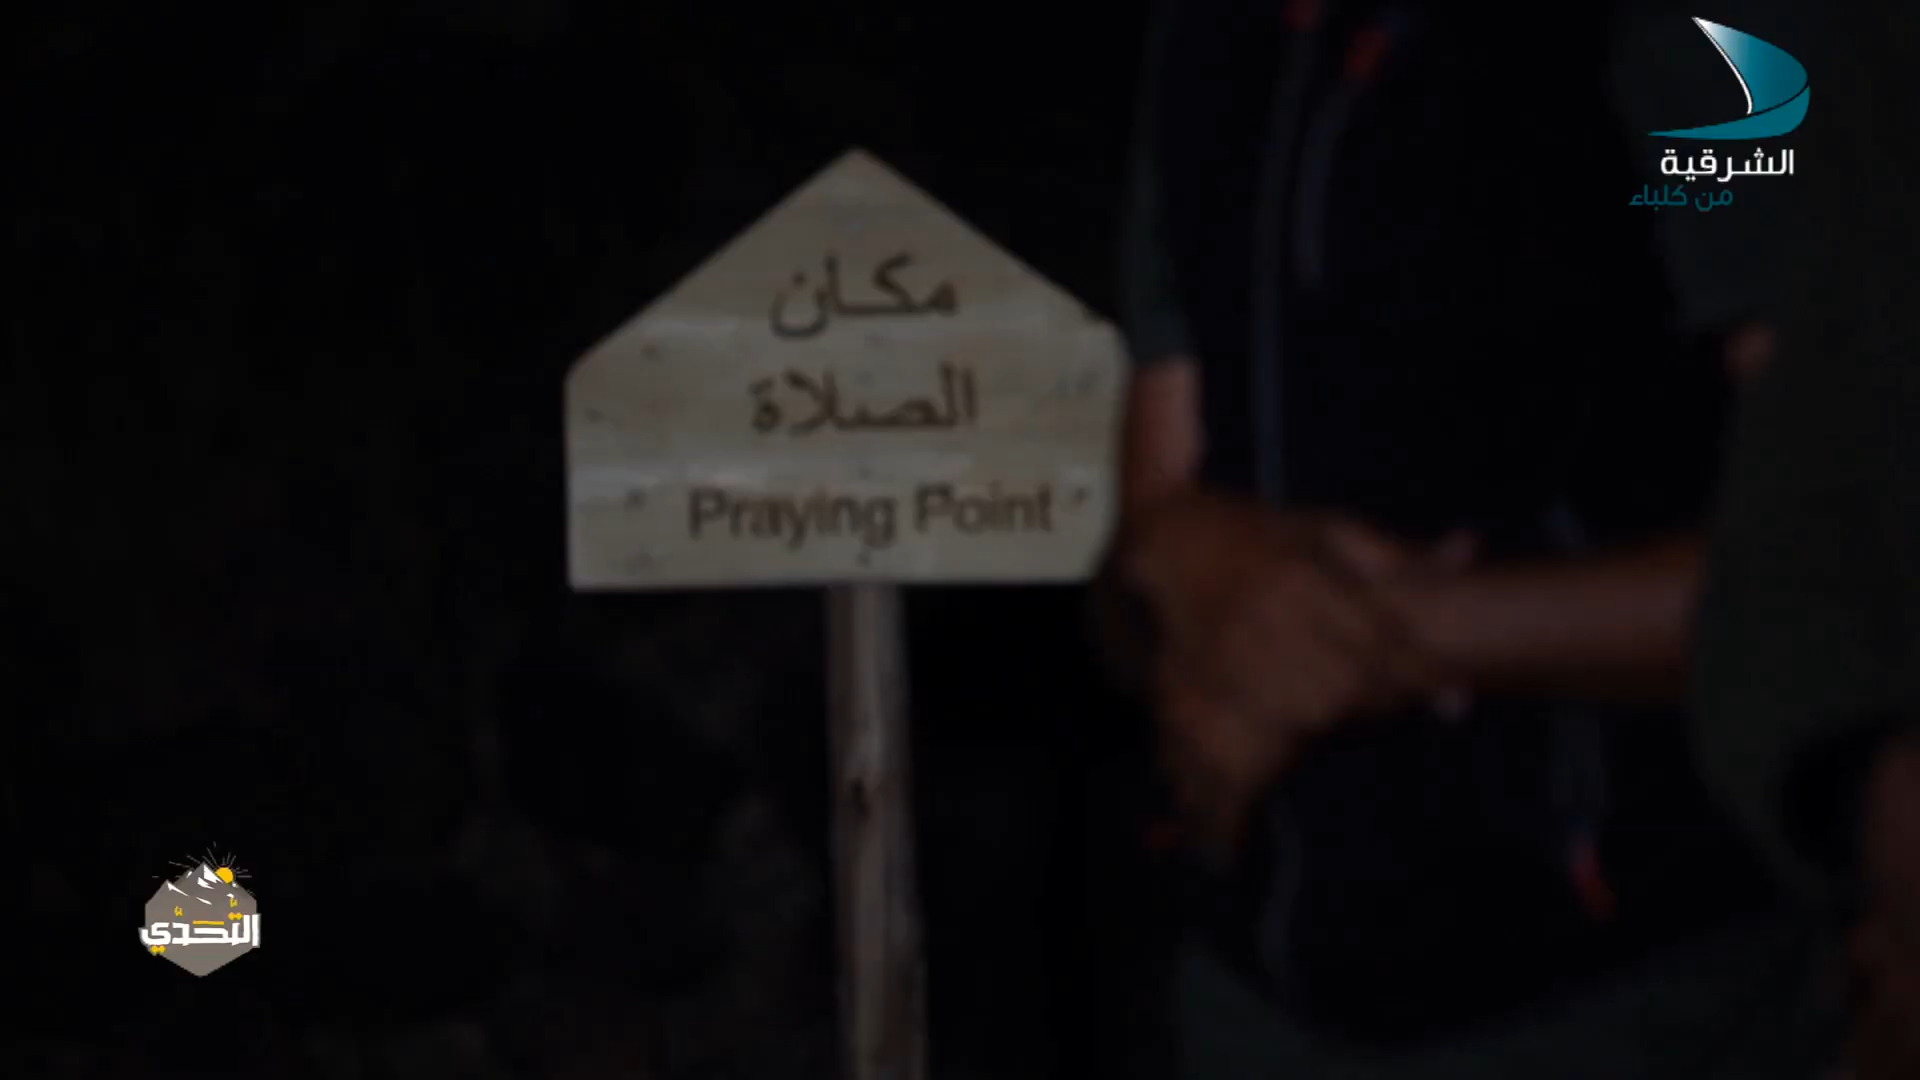 الشرقية
من كلباء
مكان
الصلاة
Praying Point
التحدي